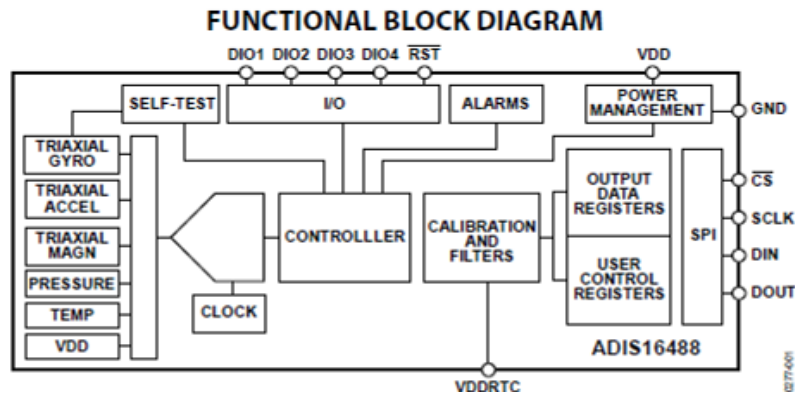 FUNCTIONAL BLOCK DIAGRAM
DIO1 DIO2 DIO3 DIO4 RST VDD
SELF-TEST
I/O
ALARMS
POWER
MANAGEMENT
GND
TRIAXIAL
GYRO
TRIAXIAL
ACCEL
TRIAXIAL
MAGN
PRESSURE
TEMP
VDD
CLOCK
CONTROLLLER
CALIBRATION
AND
FILTERS
OUTPUT
DATA
REGISTERS
USER
CONTROL
REGISTERS
SPI
CS
SCLK
DIN
DOUT
ADIS16488
VDDRTC
0277-001